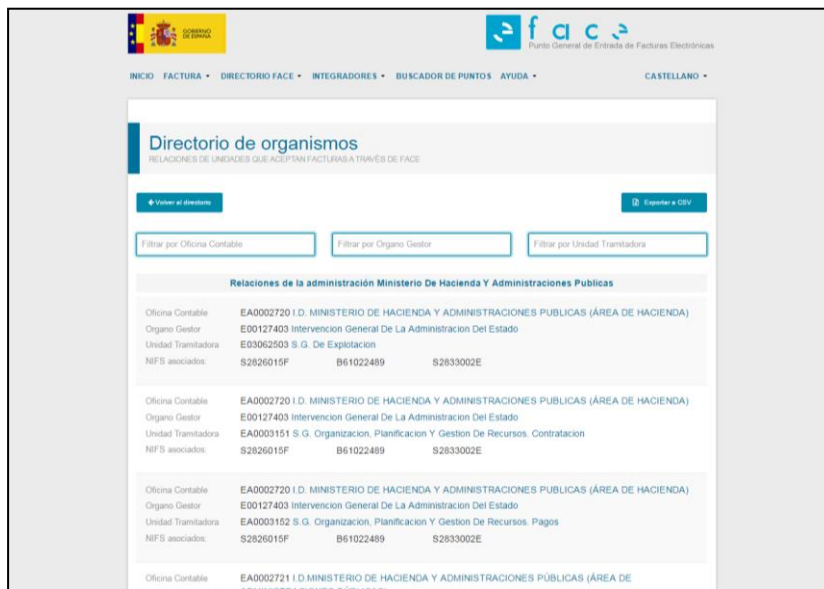 GOBIERNO
DE ESPAÑA
face
Punto General de Entrada de Facturas Electrónicas
INICIO FACTURA DIRECTORIO FACE INTEGRADORES BUSCADOR DE PUNTOS AYUDA CASTELLANO
Directorio de organismos
RELACIONES DE UNIDADES QUE ACEPTAN FACTURAS A TRAVÉS DE FACE
Volver al directorio Exportar a CSV
Filtrar por Oficina Contable Filtrar por Organo Gestor Filtrar por Unidad Tramitadora
Relaciones de la administración Ministerio De Hacienda Y Administraciones Publicas
Oficina Contable EA0002720 I.D. MINISTERIO DE HACIENDA Y ADMINISTRACIONES PUBLICAS (ÁREA DE HACIENDA)
Organo Gestor E00127403 Intervencion General De La Administracion Del Estado
Unidad Tramitadora E03062503 S.G. De Explotacion
NIFS asociados: S2826015F B61022489 S2833002E
Oficina Contable EA0002720 I.D. MINISTERIO DE HACIENDA Y ADMINISTRACIONES PUBLICAS (ÁREA DE HACIENDA)
Organo Gestor E00127403 Intervencion General De La Administracion Del Estado
Unidad Tramitadora EA0003151 S.G. Organizacion, Planificacion Y Gestion De Recursos. Contratacion
NIFS asociados: S2826015F B61022489 S2833002E
Oficina Contable EA0002720 I.D. MINISTERIO DE HACIENDA Y ADMINISTRACIONES PUBLICAS (ÁREA DE HACIENDA)
Organo Gestor E00127403 Intervencion General De La Administracion Del Estado
Unidad Tramitadora EA0003152 S.G. Organizacion, Planificacion Y Gestion De Recursos. Pagos
NIFS asociados: S2826015F B61022489 S2833002E
Oficina Contable EA0002721 I.D.MINISTERIO DE HACIENDA Y ADMINISTRACIONES PÚBLICAS (ÁREA DE